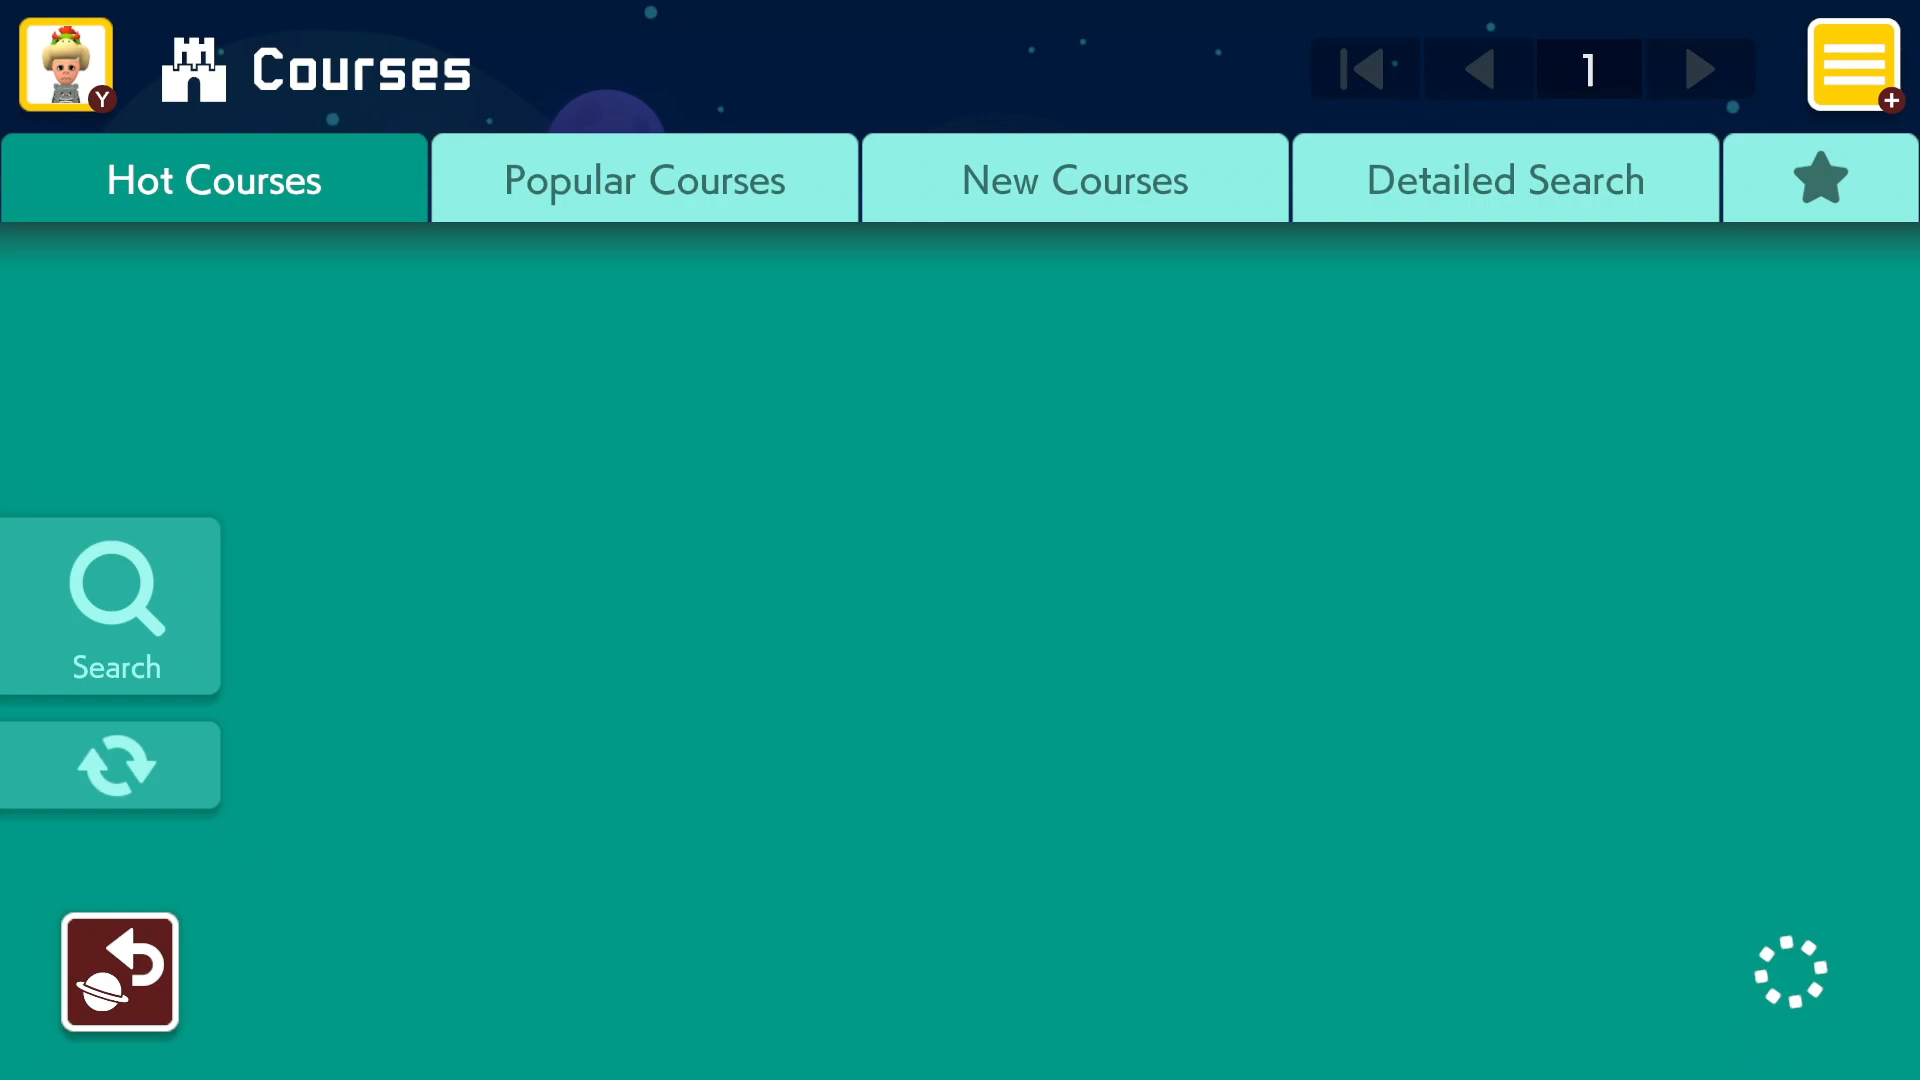 Y
Courses
1
+
Hot Courses
Popular Courses
New Courses
Detailed Search
Search